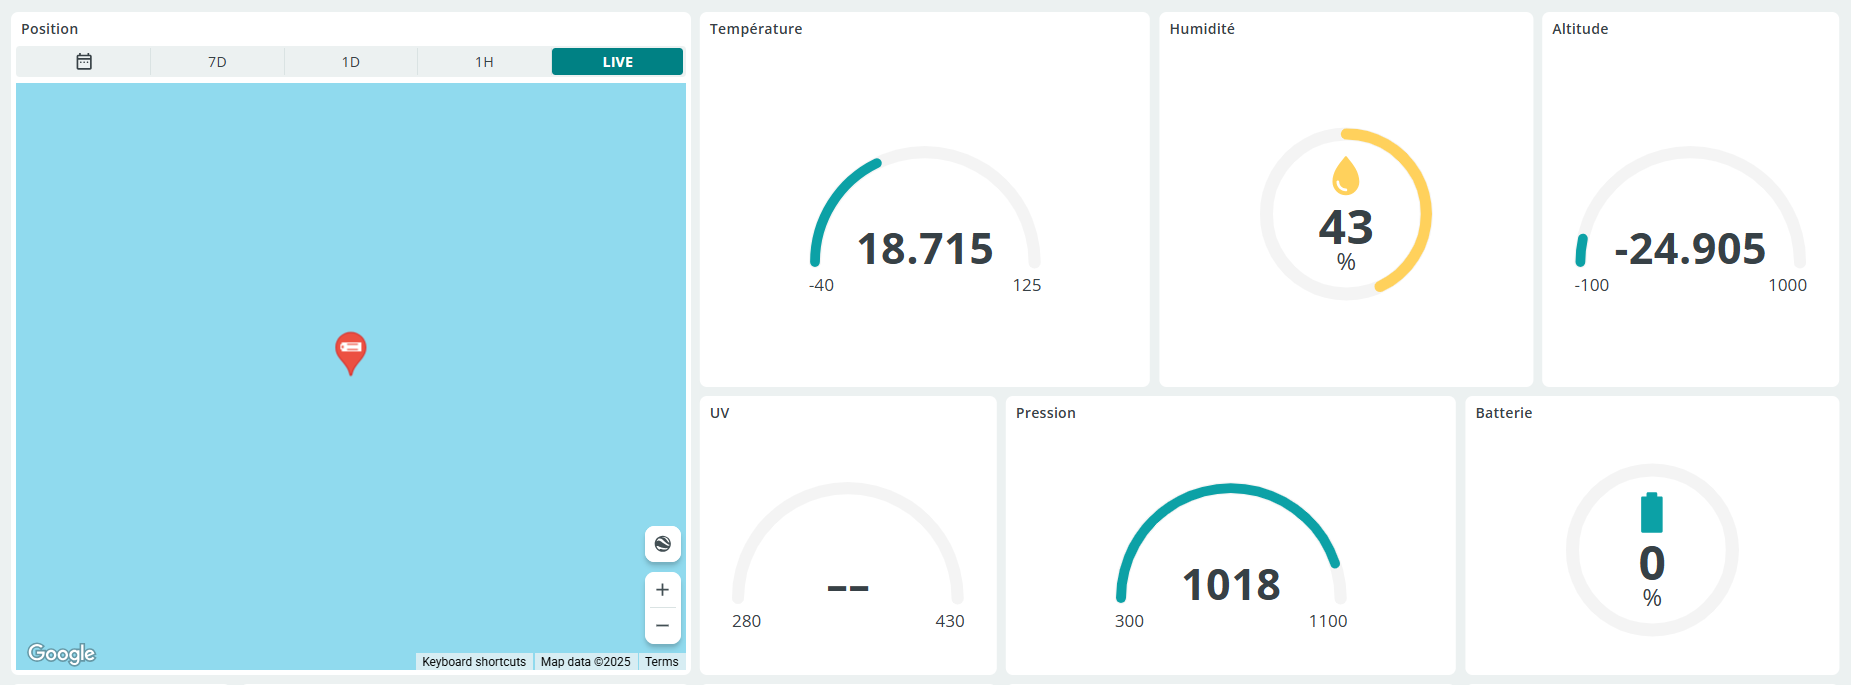 Position
7D
1D
1H
LIVE
Google
Keyboard shortcuts
Map data ©2025
Terms
Température
18.715
-40
125
Humidité
43
%
Altitude
-24.905
-100
1000
UV
--
280
430
Pression
1018
300
1100
Batterie
0
%